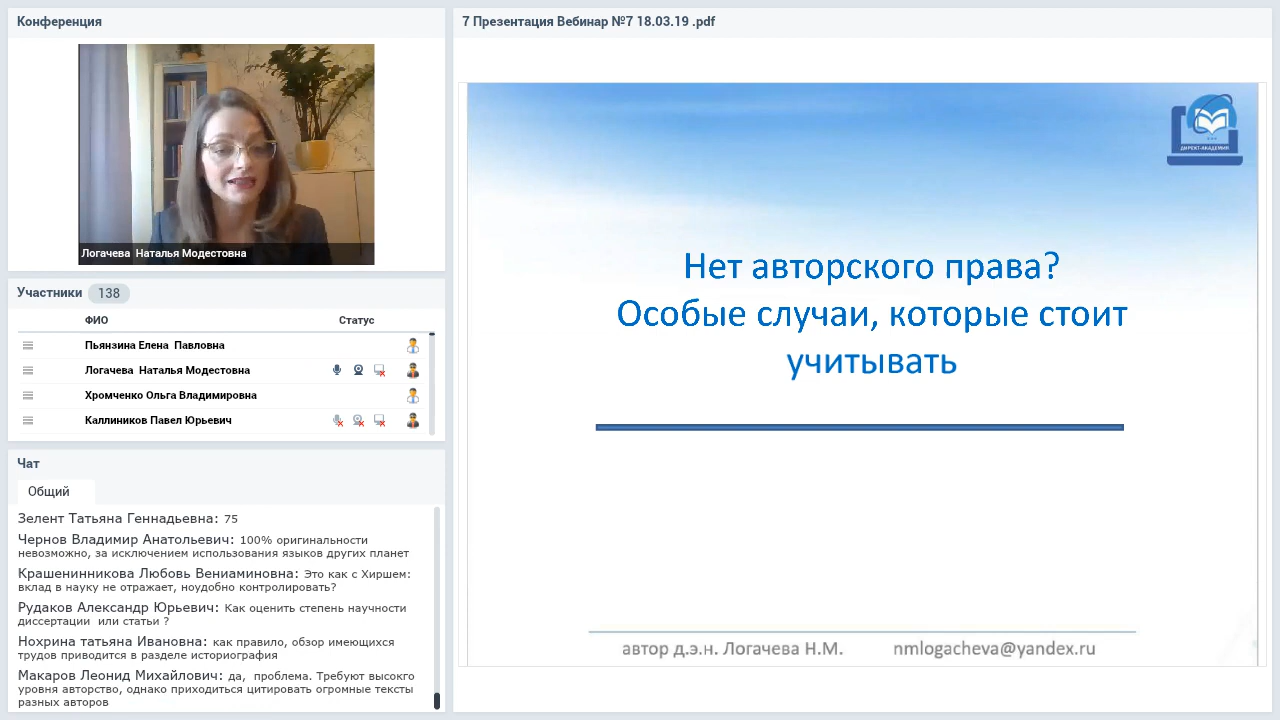 Конференция
Логачева  Наталья Модестовна
Участники 138
ФИО Статус
Пьянзина Елена  Павловна
Логачева  Наталья Модестовна
Хромченко Ольга Владимировна
Каллиников Павел Юрьевич
Чат
Общий
Зелент Татьяна Геннадьевна: 75
Чернов Владимир Анатольевич: 100% оригинальности
невозможно, за исключением использования языков других планет
Крашенинникова Любовь Вениаминовна: Это как с Хиршем:
вклад в науку не отражает, ноудобно контролировать?
Рудаков Александр Юрьевич: Как оценить степень научности
диссертации  или статьи ?
Нохрина татьяна Ивановна: как правило, обзор имеющихся
трудов приводится в разделе историография
Макаров Леонид Михайлович: да,  проблема. Требуют высокго
уровня авторство, однако приходиться цитировать огромные тексты
разных авторов
7 Презентация Вебинар №7 18.03.19 .pdf
ДИРЕКТ-АКАДЕМИЯ
Нет авторского права?
Особые случаи, которые стоит
учитывать
автор д.э.н. Логачева Н.М. nmlogacheva@yandex.ru